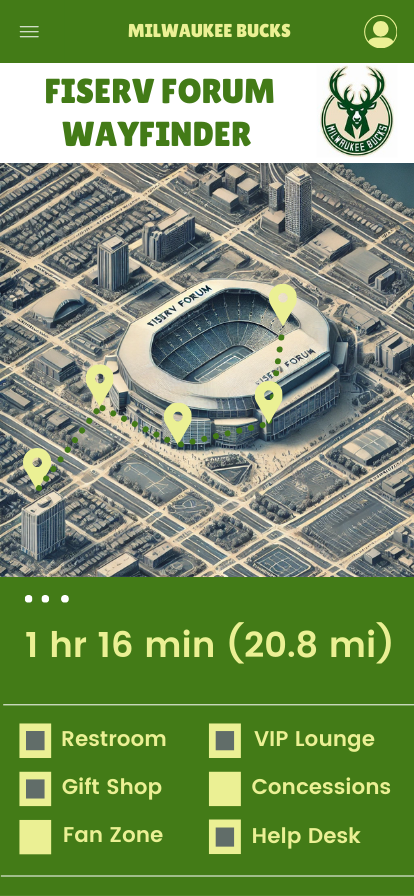 MILWAUKEE BUCKS
FISERV FORUM
WAYFINDER
MILWAUKEE BUCKS
FISERV FORUM
FISERV FORUM
1 hr 16 min (20.8 mi)
Restroom
VIP Lounge
Gift Shop
Concessions
Fan Zone
Help Desk